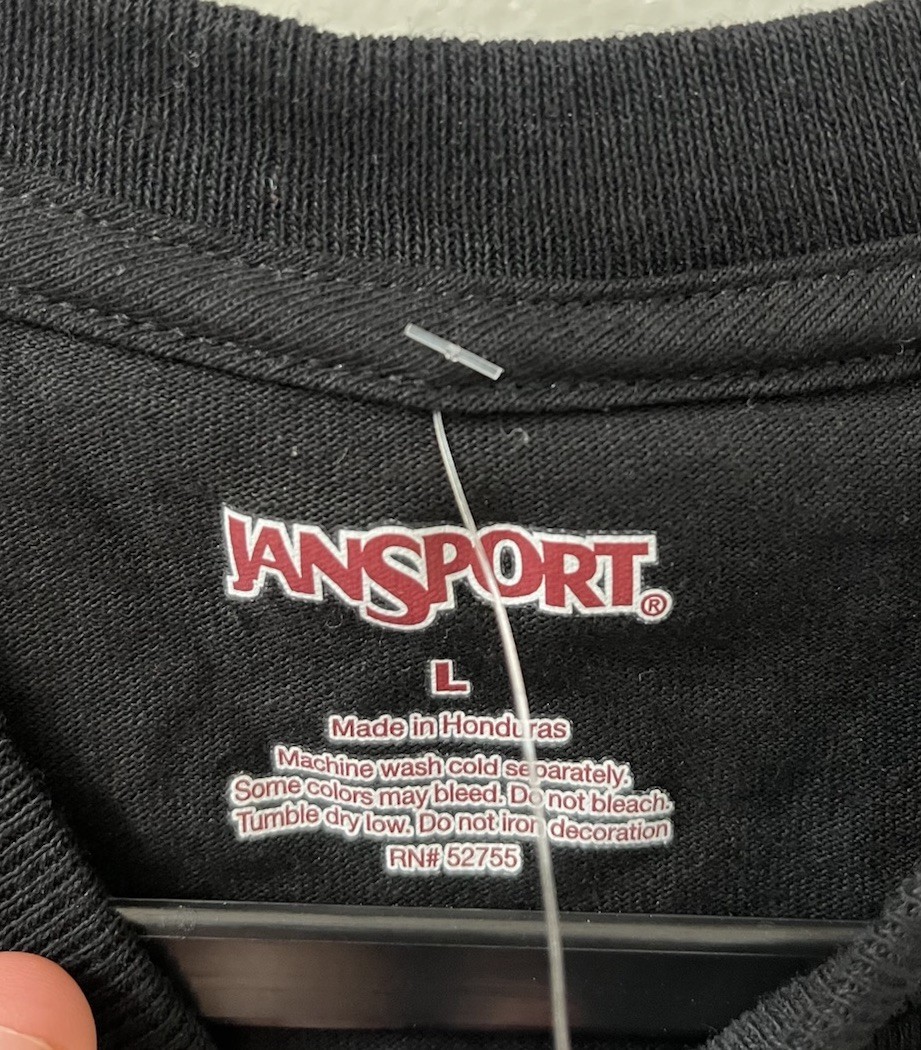 JANSPORT®
L
Made in Honduras
Machine wash cold separately.
Some colors may bleed. Do not bleach.
Tumble dry low. Do not iron decoration
RN# 52755